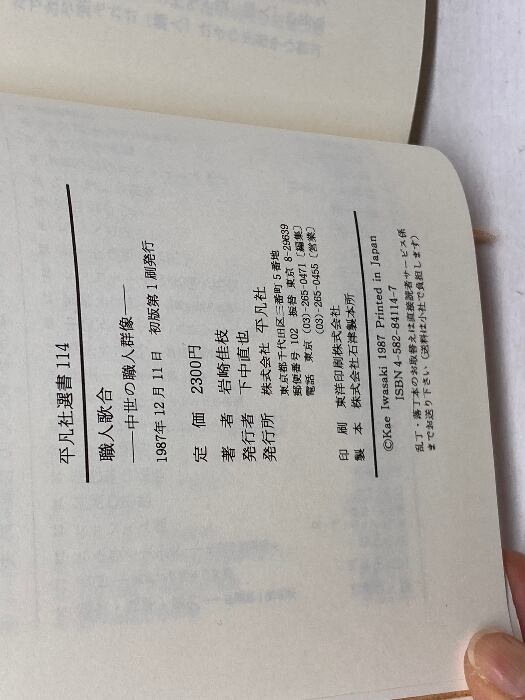 平凡社選書 114
職人歌合
——中世の職人群像——
1987年 12月 11日 初版第1刷発行
定 価 2300円
著 者 岩崎佳枝
発行者 下中直也
発行所 株式会社 平凡社
東京都千代田区三番町5番地
郵便番号 102 振替 東京 8-29639
電話 東京 (03)-265-0471〔編集〕
(03)-265-0455〔営業〕
印 刷 東洋印刷株式会社
製 本 株式会社石津製本所
©Kae Iwasaki 1987 Printed in Japan
ISBN4-582-84114-7
乱丁・落丁本のお取替えは直接読者サービス係
までお送り下さい(送料は小社で負担します)